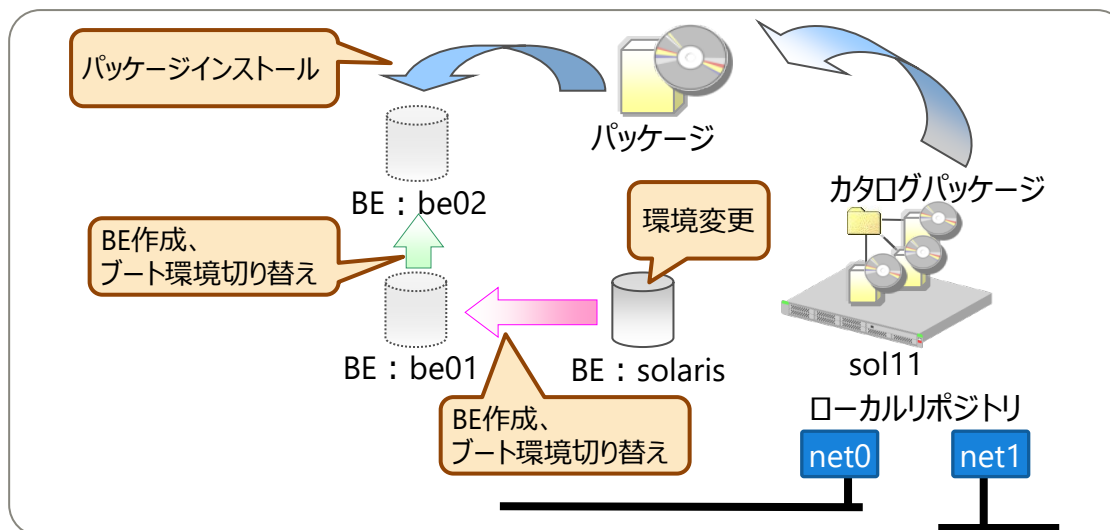 パッケージインストール
パッケージ
カタログパッケージ
BE：be02
環境変更
BE作成、
ブート環境切り替え
BE：be01
BE：solaris
sol11
BE作成、
ブート環境切り替え
ローカルリポジトリ
net0
net1